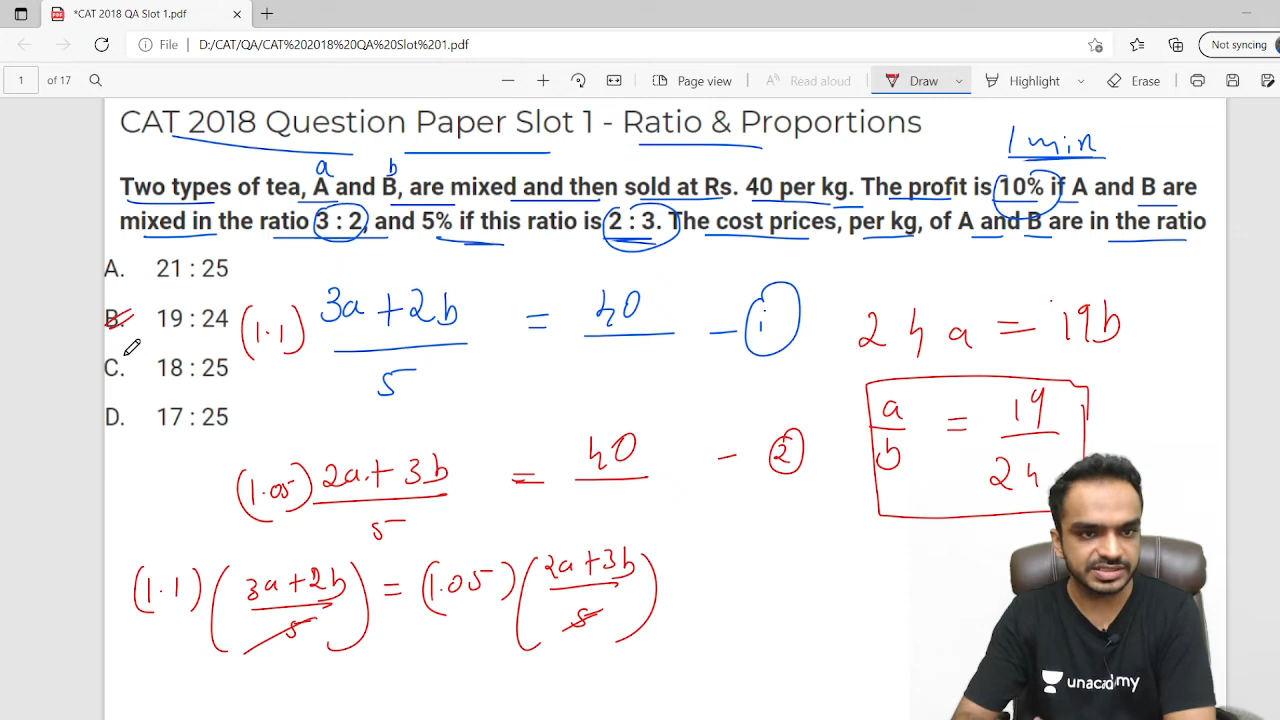 *CAT 2018 QA Slot 1.pdf
File D:/CAT/QA/CAT%202018%20QA%20Slot%201.pdf
Not syncing
1 of 17
Page view
Read aloud
Draw
Highlight
Erase
CAT 2018 Question Paper Slot 1 - Ratio & Proportions
1 min
a b
Two types of tea, A and B, are mixed and then sold at Rs. 40 per kg. The profit is 10% if A and B are
mixed in the ratio 3 : 2, and 5% if this ratio is 2 : 3. The cost prices, per kg, of A and B are in the ratio
A. 21 : 25
B. 19 : 24
C. 18 : 25
D. 17 : 25
(1.1) 3a + 2b / 5 = 40 - i
24a = 19b
a / b = 19 / 24
(1.05) 2a + 3b / 5 = 40 - 2
(1.1) (3a + 2b / 5) = (1.05) (2a + 3b / 5)
unacademy